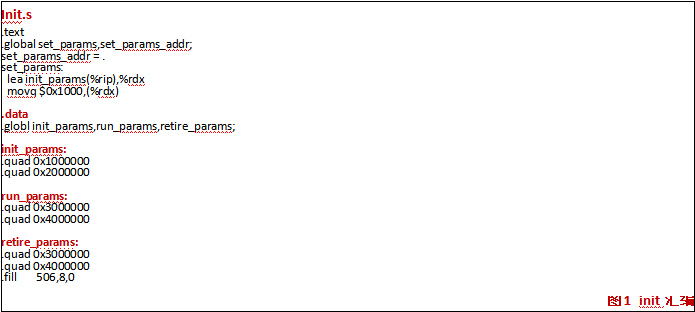 Init.s
.text
.global set_params,set_params_addr;
set_params_addr = .
set_params:
lea init_params(%rip),%rdx
movq $0x1000,(%rdx)
.data
.globl init_params,run_params,retire_params;
init_params:
.quad 0x1000000
.quad 0x2000000
run_params:
.quad 0x3000000
.quad 0x4000000
retire_params:
.quad 0x3000000
.quad 0x4000000
.fill 506,8,0
图 1 init